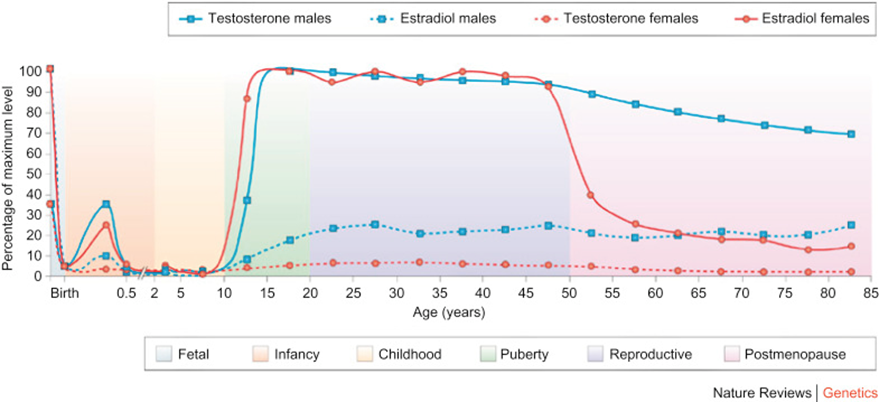 Testosterone males Estradiol males Testosterone females Estradiol females
Percentage of maximum level
100
90
80
70
60
50
40
30
20
10
0
Birth 0.5 5 10 15 20 25 30 35 40 45 50 55 60 65 70 75 80 85
Age (years)
Fetal Infancy Childhood Puberty Reproductive Postmenopause
Nature Reviews | Genetics